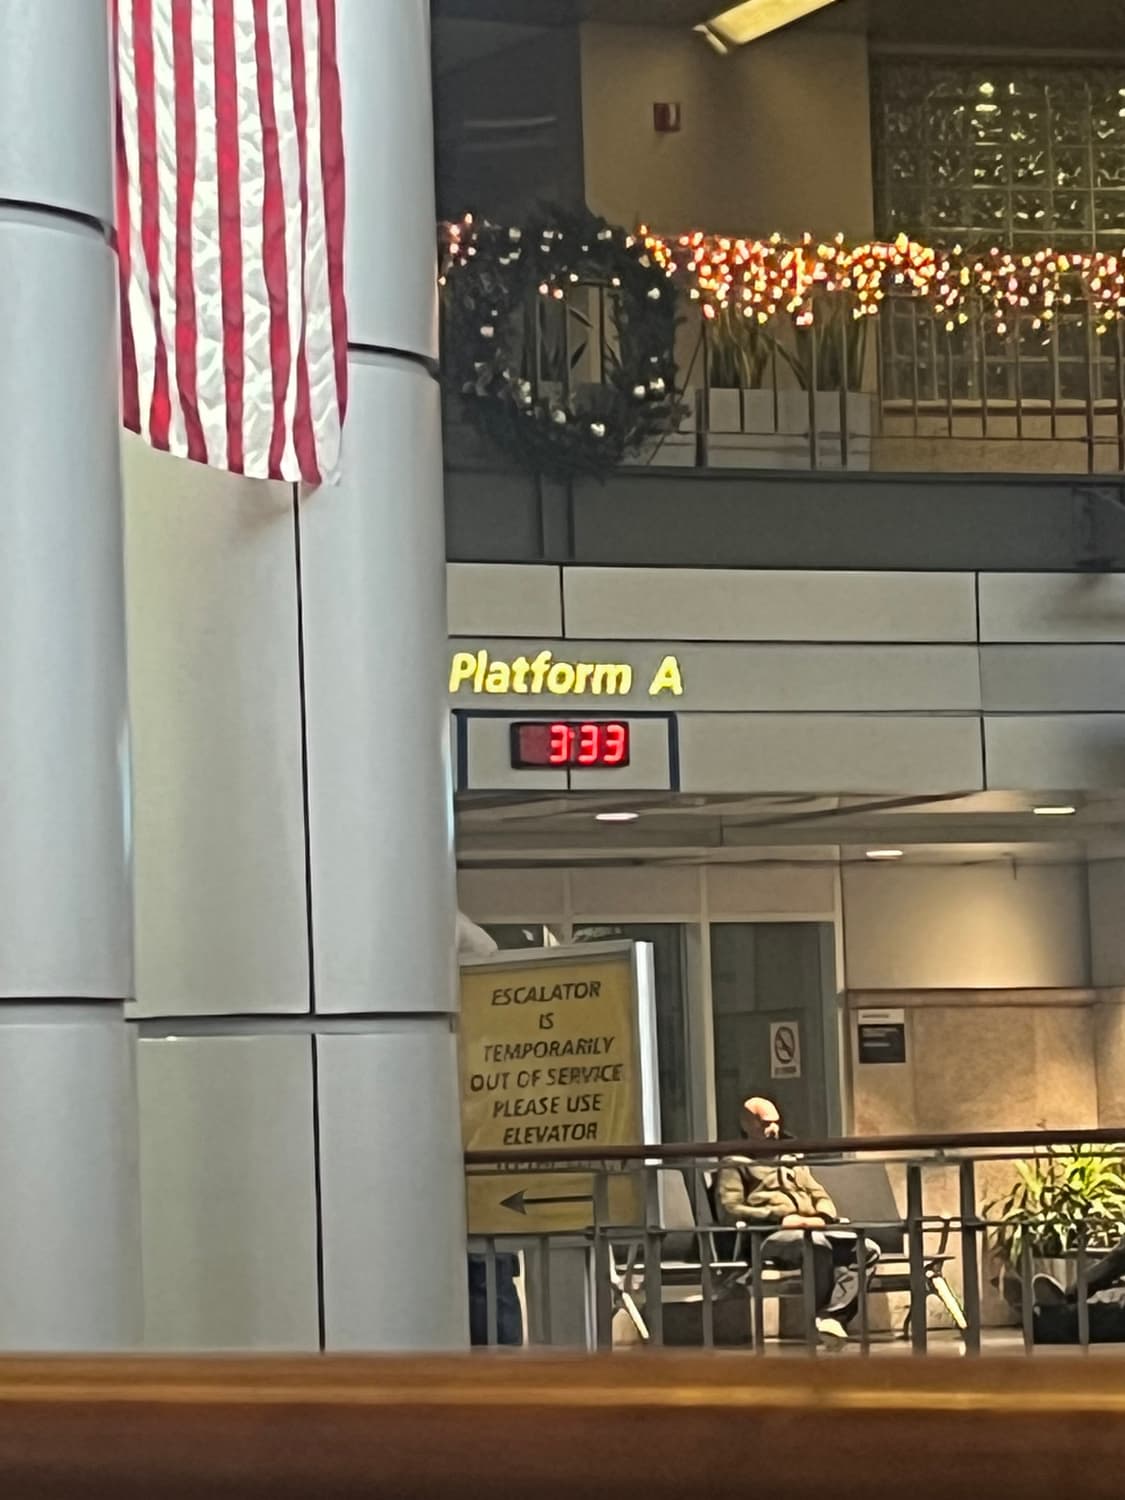 Platform A
3:33
ESCALATOR
IS
TEMPORARILY
OUT OF SERVICE
PLEASE USE
ELEVATOR